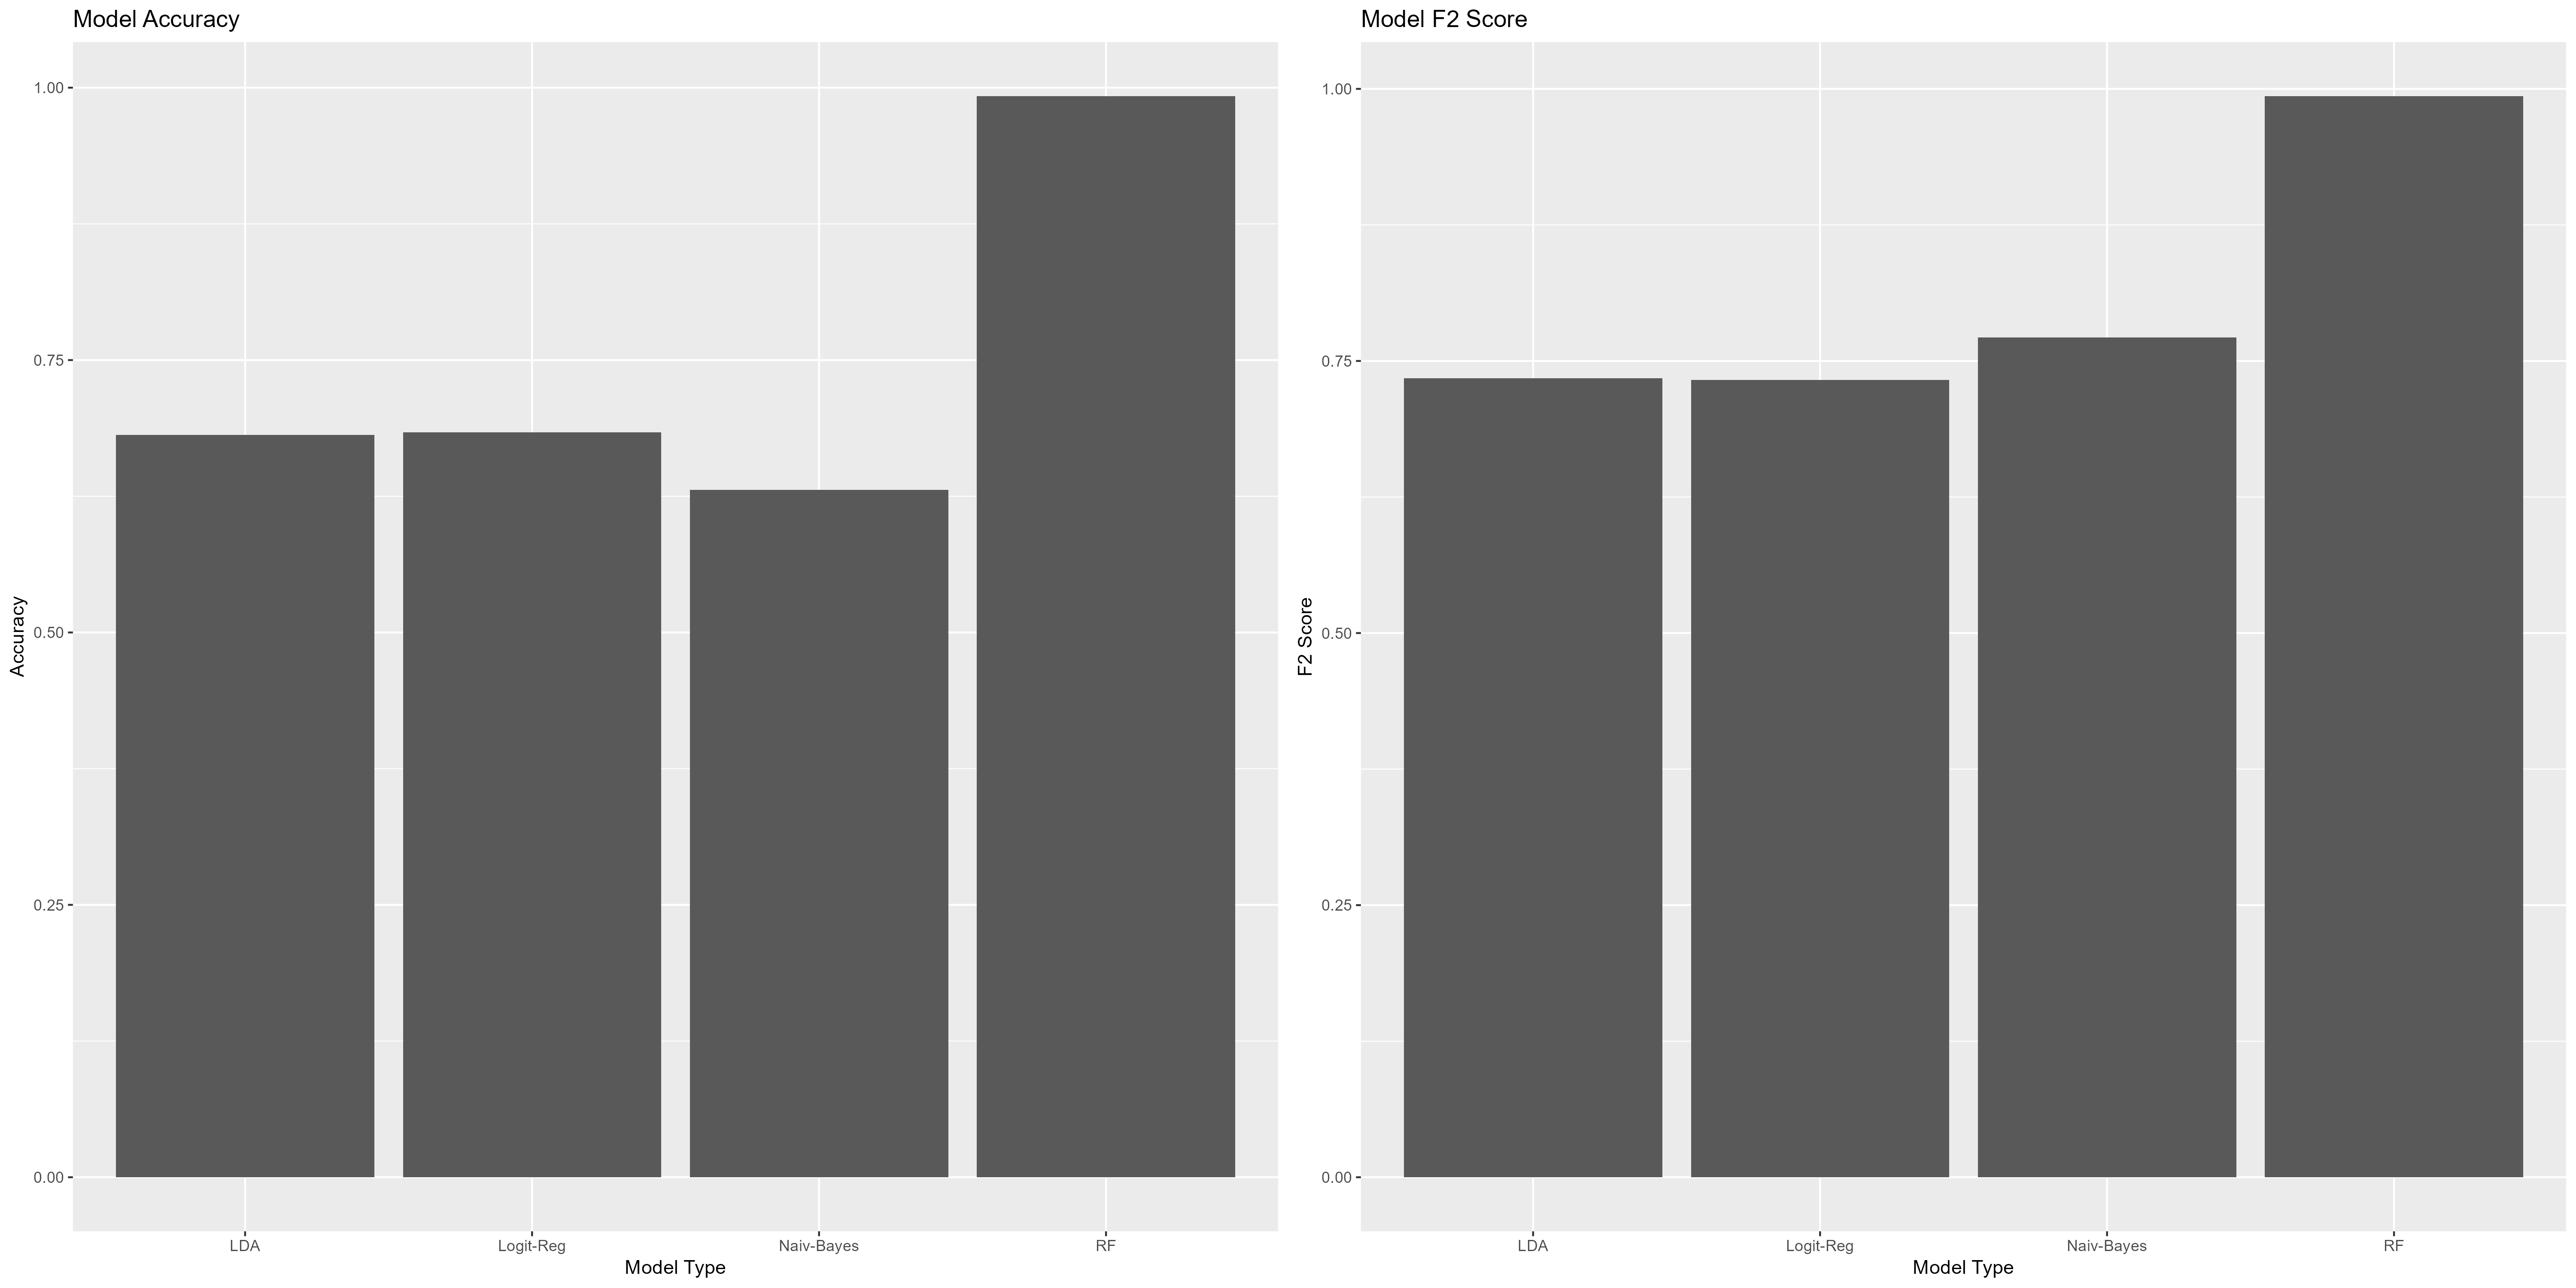 Model Accuracy
1.00
0.75
0.50
0.25
0.00
Accuracy
LDA
Logit-Reg
Naiv-Bayes
RF
Model Type
Model F2 Score
1.00
0.75
0.50
0.25
0.00
F2 Score
LDA
Logit-Reg
Naiv-Bayes
RF
Model Type